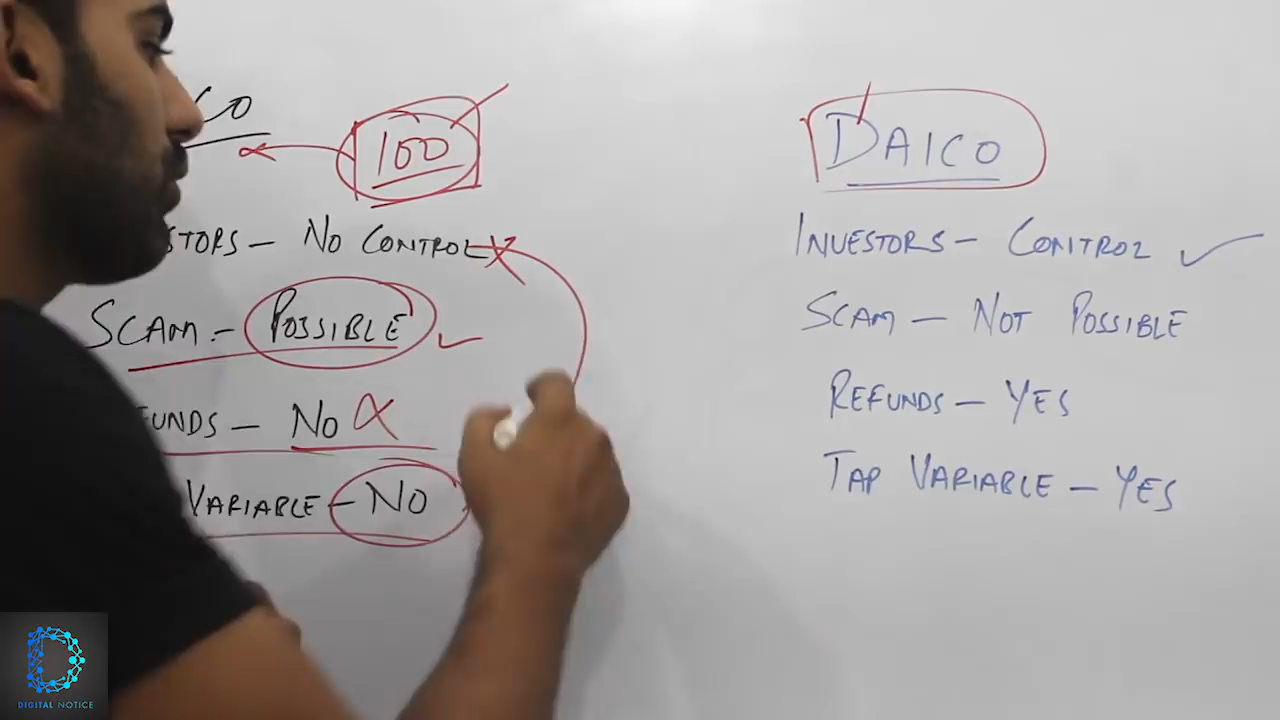 CO
100
STORS - NO CONTROL
SCAM - POSSIBLE
FUNDS - NO
VARIABLE - NO
DAICO
INVESTORS - CONTROL
SCAM - NOT POSSIBLE
REFUNDS - YES
TAP VARIABLE - YES
DIGITAL NOTICE